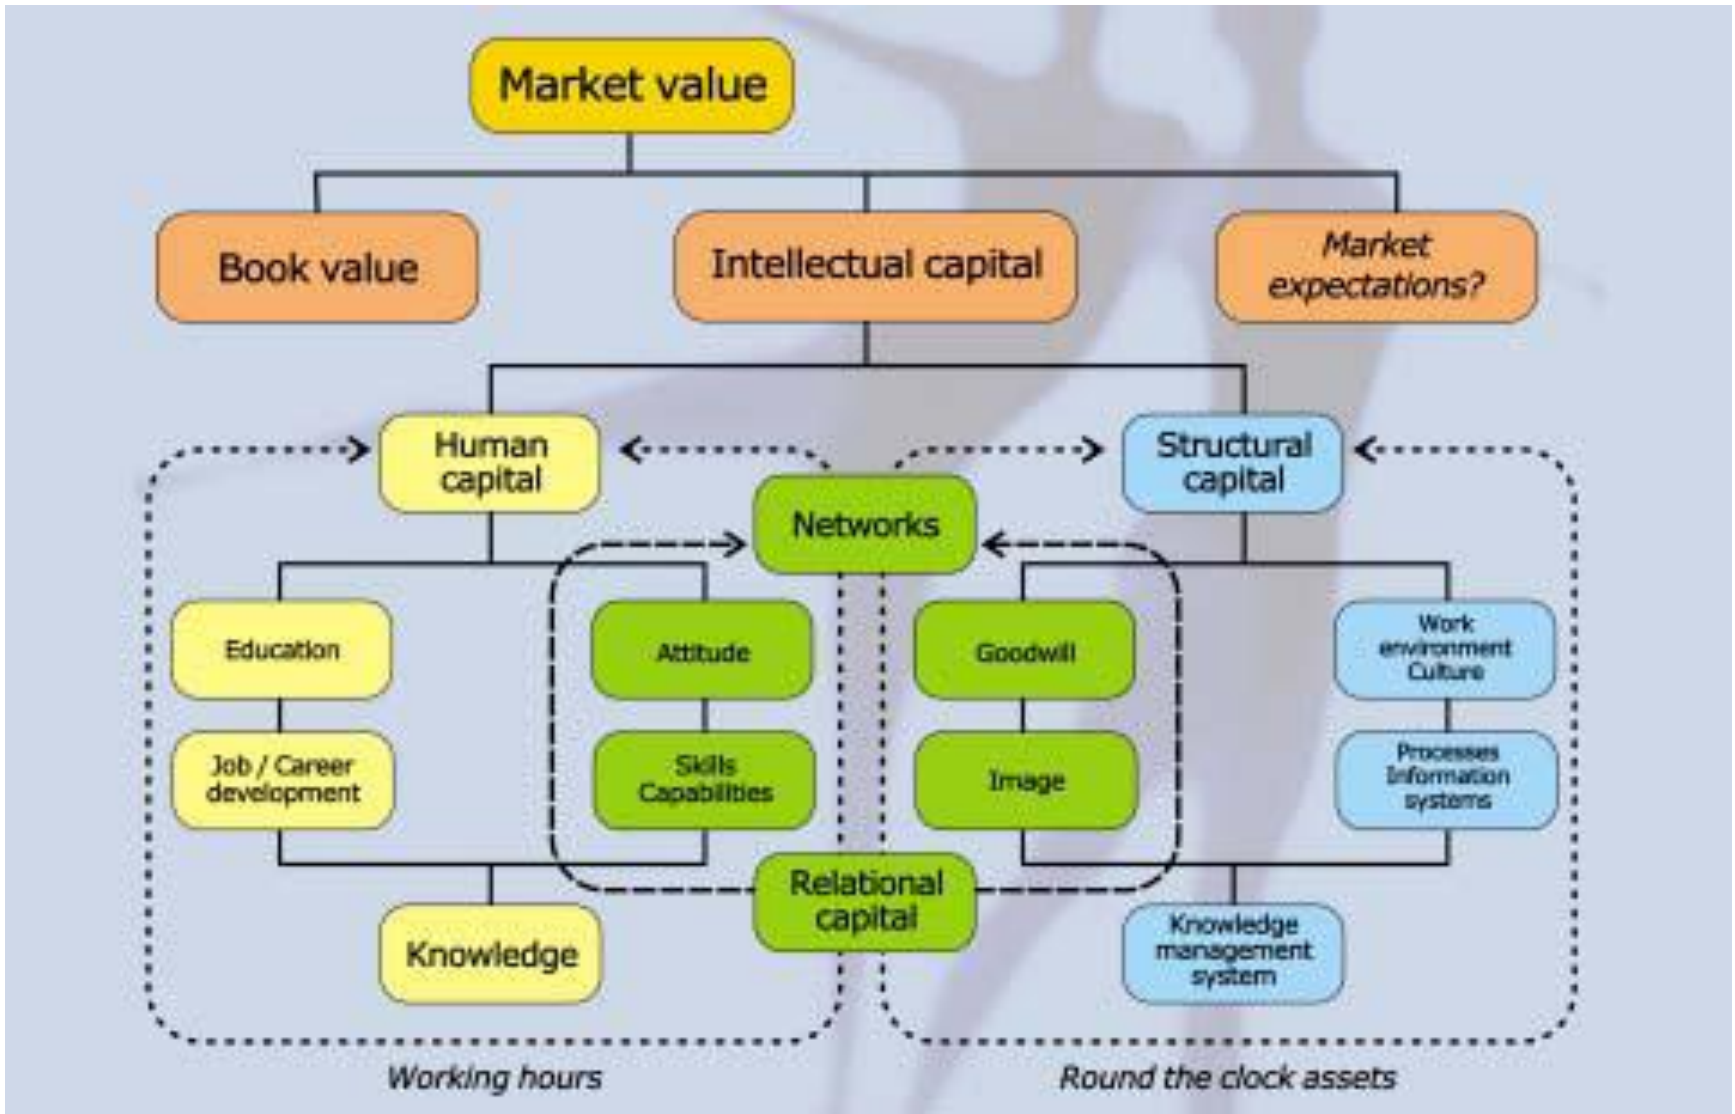 Market value
Book value
Intellectual capital
Market
expectations?
Human
capital
Structural
capital
Networks
Education
Attitude
Goodwill
Work
environment
Culture
Job / Career
development
Skills
Capabilities
Image
Processes
Information
systems
Relational
capital
Knowledge
Knowledge
management
system
Working hours
Round the clock assets